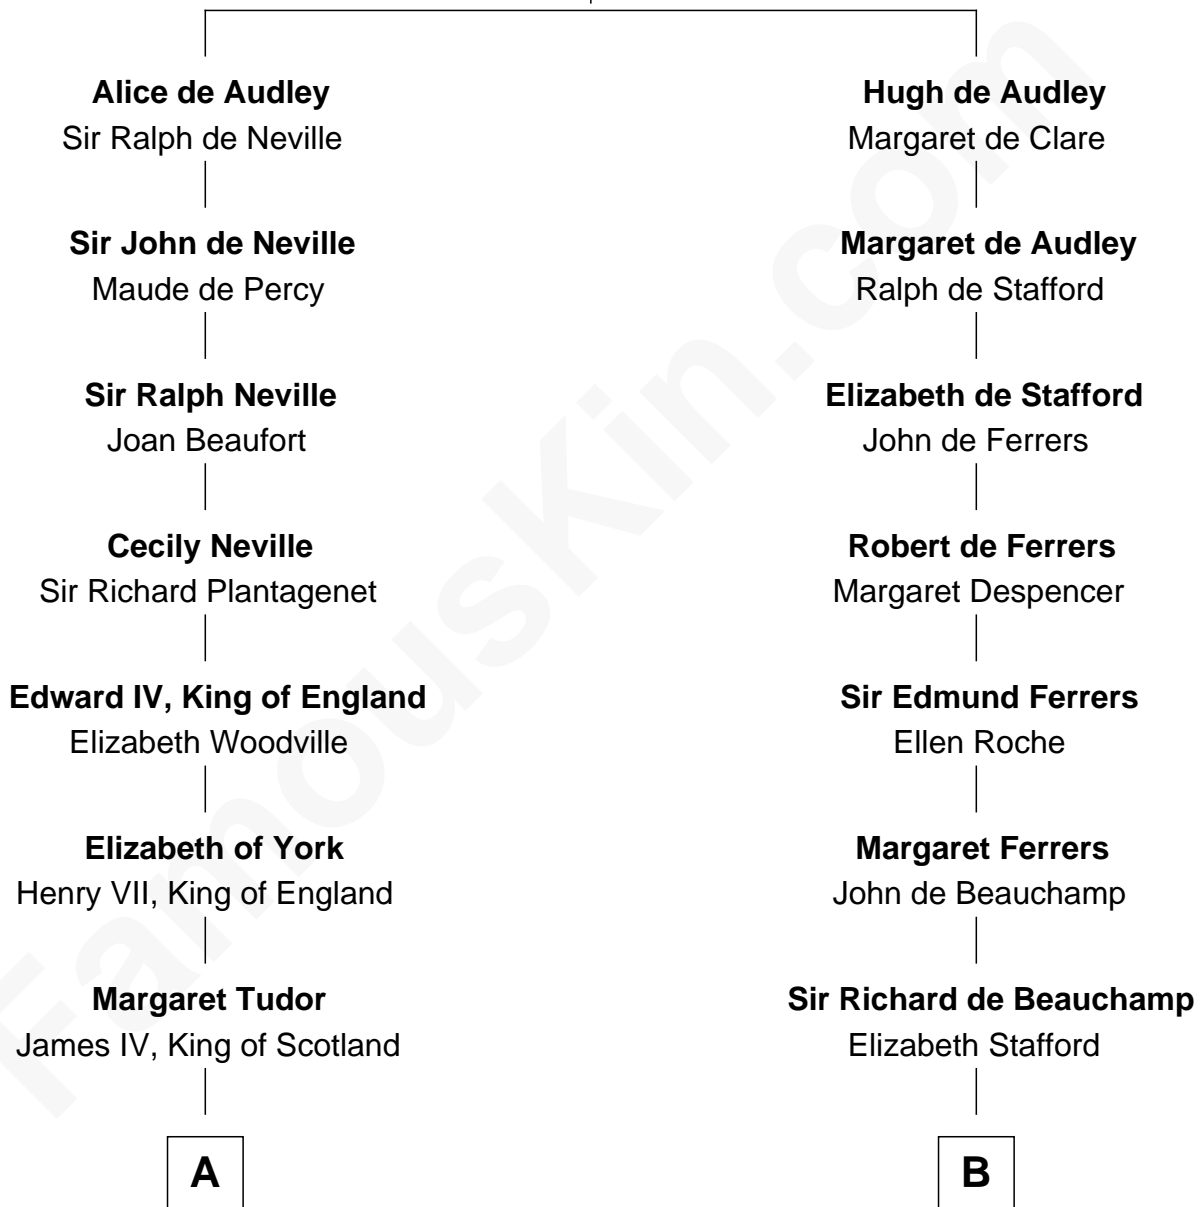 Alice de Audley
Sir Ralph de Neville
Sir John de Neville
Maude de Percy
Sir Ralph Neville
Joan Beaufort
Cecily Neville
Sir Richard Plantagenet
Edward IV, King of England
Elizabeth Woodville
Elizabeth of York
Henry VII, King of England
Margaret Tudor
James IV, King of Scotland
A
Hugh de Audley
Margaret de Clare
Margaret de Audley
Ralph de Stafford
Elizabeth de Stafford
John de Ferrers
Robert de Ferrers
Margaret Despencer
Sir Edmund Ferrers
Ellen Roche
Margaret Ferrers
John de Beauchamp
Sir Richard de Beauchamp
Elizabeth Stafford
B
FamousKin.com